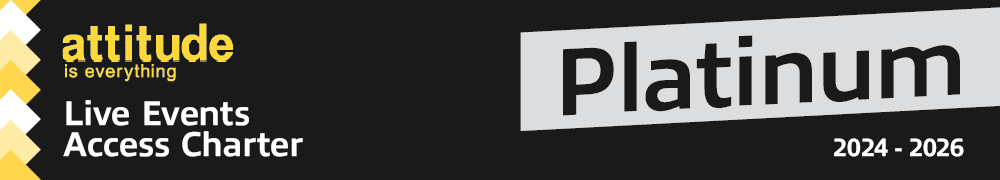 attitude
is everything
Live Events
Access Charter
Platinum
2024 - 2026